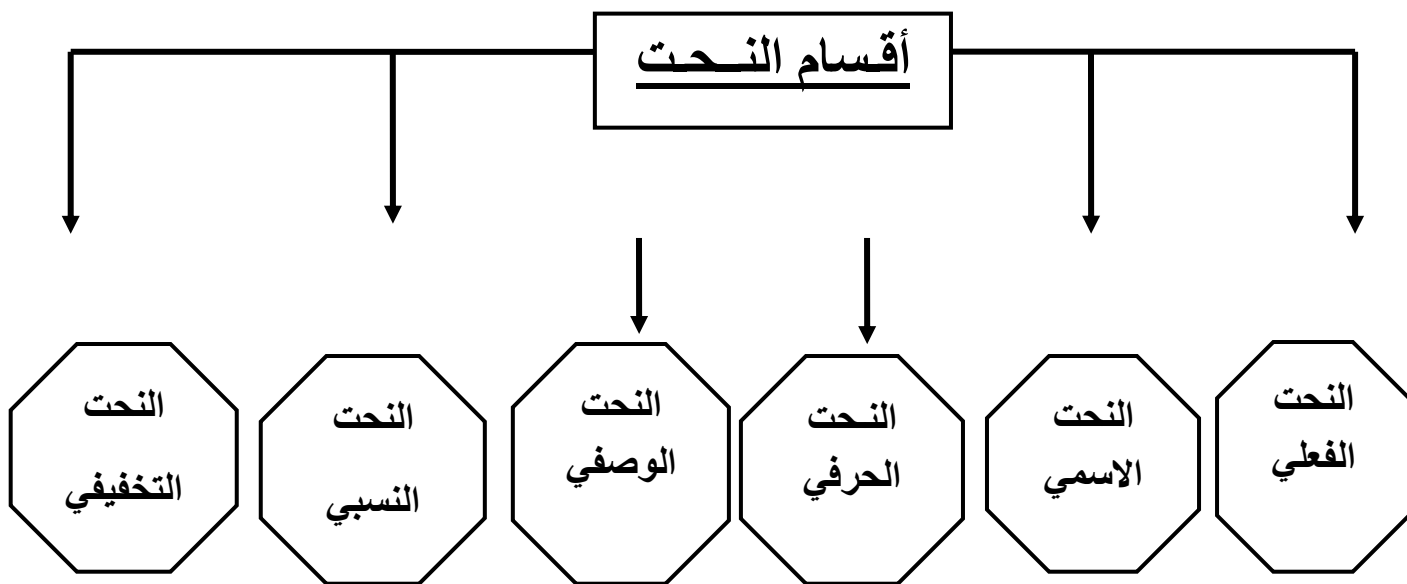 أقسام النحت
النحت
الفعلي
النحت
الاسمي
النحت
الحرفي
النحت
الوصفي
النحت
النسبي
النحت
التخفيفي